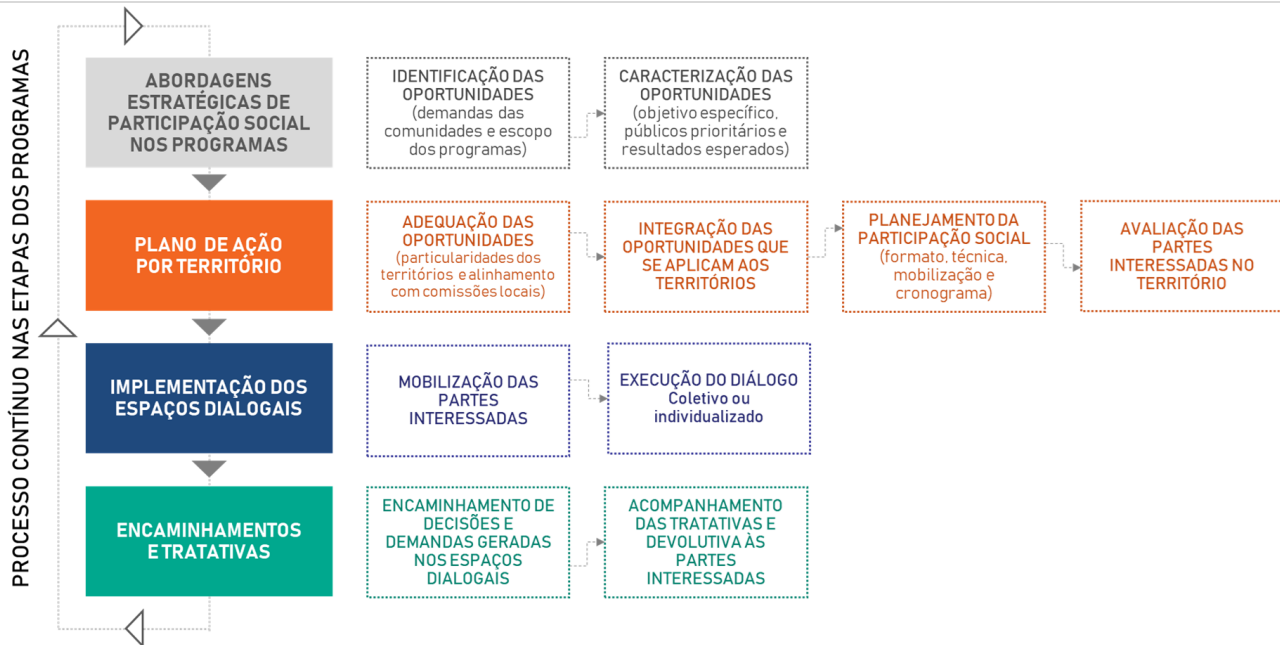 PROCESSO CONTÍNUO NAS ETAPAS DOS PROGRAMAS
ABORDAGENS
ESTRATÉGICAS DE
PARTICIPAÇÃO SOCIAL
NOS PROGRAMAS
IDENTIFICAÇÃO DAS
OPORTUNIDADES
(demandas das
comunidades e escopo
dos programas)
CARACTERIZAÇÃO DAS
OPORTUNIDADES
(objetivo específico,
públicos prioritários e
resultados esperados)
PLANO DE AÇÃO
POR TERRITÓRIO
ADEQUAÇÃO DAS
OPORTUNIDADES
(particularidades dos
territórios e alinhamento
com comissões locais)
INTEGRAÇÃO DAS
OPORTUNIDADES QUE
SE APLICAM AOS
TERRITÓRIOS
PLANEJAMENTO DA
PARTICIPAÇÃO SOCIAL
(formato, técnica,
mobilização e
cronograma)
AVALIAÇÃO DAS
PARTES
INTERESSADAS NO
TERRITÓRIO
IMPLEMENTAÇÃO DOS
ESPAÇOS DIALOGAIS
MOBILIZAÇÃO DAS
PARTES
INTERESSADAS
EXECUÇÃO DO DIÁLOGO
Coletivo ou
individualizado
ENCAMINHAMENTOS
E TRATATIVAS
ENCAMINHAMENTO DE
DECISÕES E
DEMANDAS GERADAS
NOS ESPAÇOS
DIALOGAIS
ACOMPANHAMENTO
DAS TRATATIVAS E
DEVOLUTIVA ÀS
PARTES
INTERESSADAS